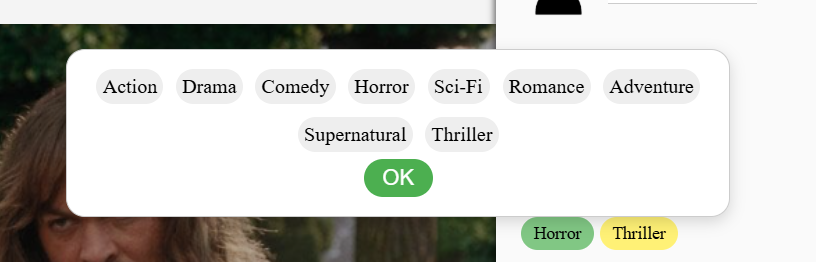 Action Drama Comedy Horror Sci-Fi Romance Adventure
Supernatural Thriller
OK
Horror Thriller